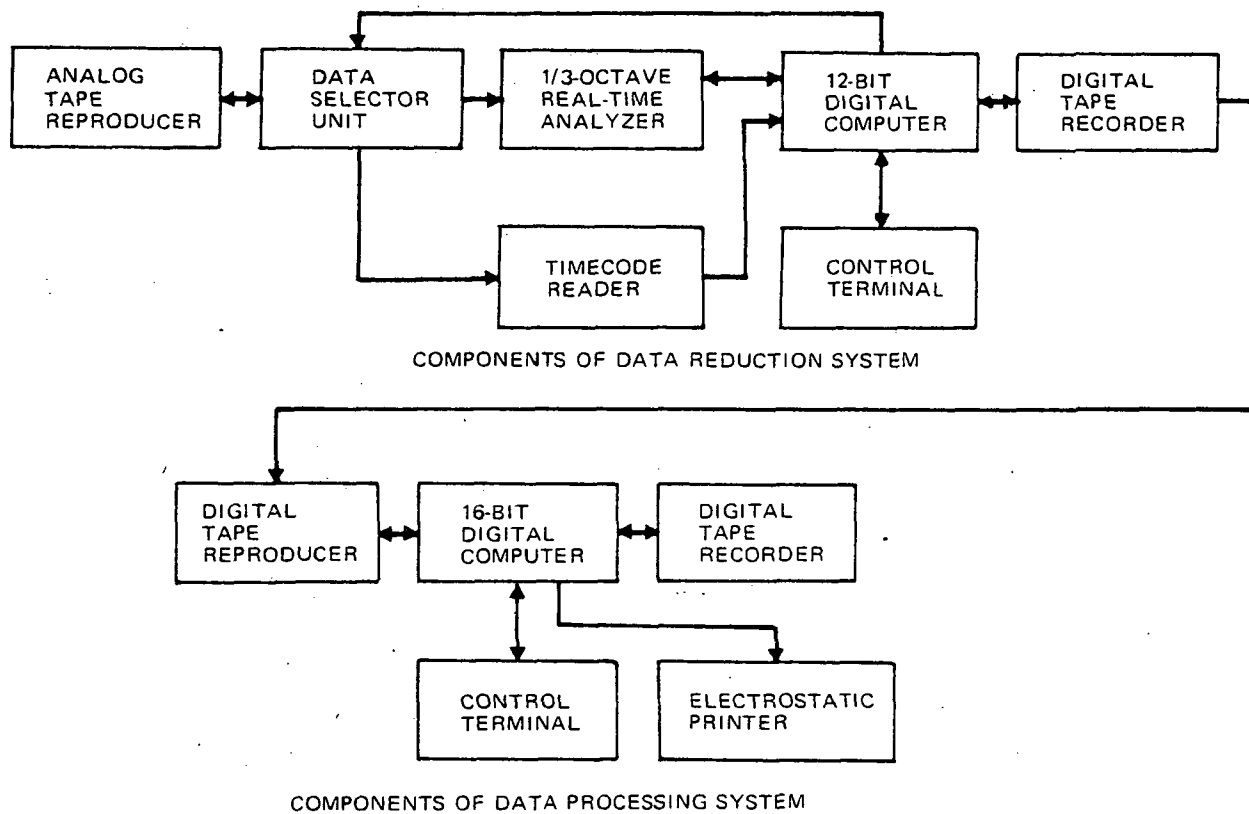 ANALOG
TAPE
REPRODUCER
DATA
SELECTOR
UNIT
1/3-OCTAVE
REAL-TIME
ANALYZER
12-BIT
DIGITAL
COMPUTER
DIGITAL
TAPE
RECORDER
TIMECODE
READER
CONTROL
TERMINAL
COMPONENTS OF DATA REDUCTION SYSTEM
DIGITAL
TAPE
REPRODUCER
16-BIT
DIGITAL
COMPUTER
DIGITAL
TAPE
RECORDER
CONTROL
TERMINAL
ELECTROSTATIC
PRINTER
COMPONENTS OF DATA PROCESSING SYSTEM